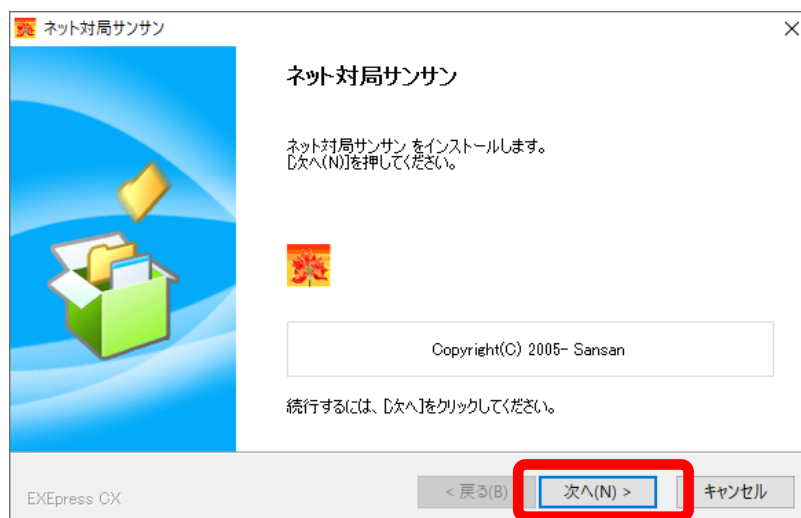 ネット対局サンサン
ネット対局サンサン
ネット対局サンサン をインストールします。
[次へ(N)]を押してください。
Copyright(C) 2005- Sansan
続行するには、[次へ]をクリックしてください。
EXEpress CX
< 戻る(B)
次へ(N) >
キャンセル